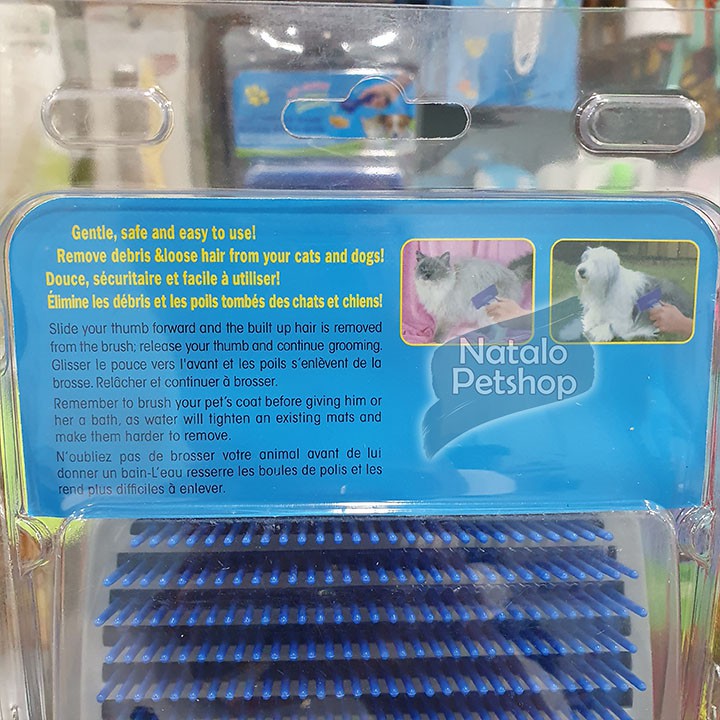 Gentle, safe and easy to use!
Remove debris &loose hair from your cats and dogs!
Douce, sécuritaire et facile à utiliser!
Élimine les débris et les poils tombés des chats et chiens!
Slide your thumb forward and the built up hair is removed
from the brush; release your thumb and continue grooming.
Glisser le pouce vers l'avant et les poils s'enlèvent de la
brosse. Relâcher et continuer à brosser.
Remember to brush your pet's coat before giving him or
her a bath, as water will tighten an existing mats and
make them harder to remove.
N'oubliez pas de brosser votre animal avant de lui
donner un bain-L'eau resserre les boules de polis et les
rend plus difficiles à enlever.
Natalo
Petshop